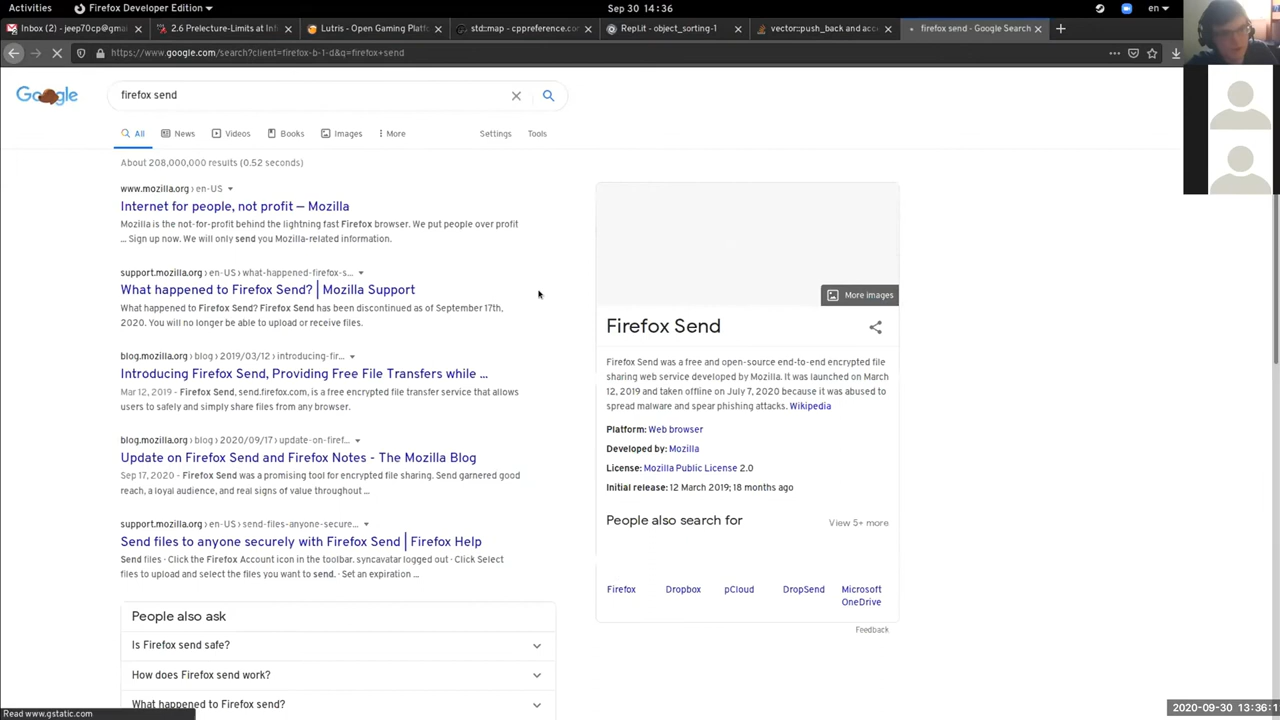 Activities
Firefox Developer Edition
Sep 30 14:36
en
Inbox (2) - jeep70cp@gm
2.6 Prelecture-Limits at Inf
Lutris - Open Gaming Platf
std::map - cppreference.co
Repl.it - object_sorting-1
vector::push_back and acc
firefox send - Google Search
https://www.google.com/search?client=firefox-b-1-d&q=firefox+send
Google
firefox send
All
News
Videos
Books
Images
More
Settings
Tools
About 208,000,000 results (0.52 seconds)
www.mozilla.org › en-US
Internet for people, not profit — Mozilla
Mozilla is the not-for-profit behind the lightning fast Firefox browser. We put people over profit
... Sign up now. We will only send you Mozilla-related information.
support.mozilla.org › en-US › what-happened-firefox-s...
What happened to Firefox Send? | Mozilla Support
What happened to Firefox Send? Firefox Send has been discontinued as of September 17th,
2020. You will no longer be able to upload or receive files.
blog.mozilla.org › blog › 2019/03/12 › introducing-fir...
Introducing Firefox Send, Providing Free File Transfers while ...
Mar 12, 2019 - Firefox Send, send.firefox.com, is a free encrypted file transfer service that allows
users to safely and simply share files from any browser.
blog.mozilla.org › blog › 2020/09/17 › update-on-firef...
Update on Firefox Send and Firefox Notes - The Mozilla Blog
Sep 17, 2020 - Firefox Send was a promising tool for encrypted file sharing. Send garnered good
reach, a loyal audience, and real signs of value throughout ...
support.mozilla.org › en-US › send-files-anyone-secure...
Send files to anyone securely with Firefox Send | Firefox Help
Send files · Click the Firefox Account icon in the toolbar. syncavatar logged out · Click Select
files to upload and select the files you want to send. · Set an expiration ...
People also ask
Is Firefox send safe?
How does Firefox send work?
What happened to Firefox send?
More images
Firefox Send
Firefox Send was a free and open-source end-to-end encrypted file
sharing web service developed by Mozilla. It was launched on March
12, 2019 and taken offline on July 7, 2020 because it was abused to
spread malware and spear phishing attacks. Wikipedia
Platform: Web browser
Developed by: Mozilla
License: Mozilla Public License 2.0
Initial release: 12 March 2019; 18 months ago
People also search for
View 5+ more
Firefox
Dropbox
pCloud
DropSend
Microsoft
OneDrive
Feedback
Read www.gstatic.com
2020-09-30 13:36:1